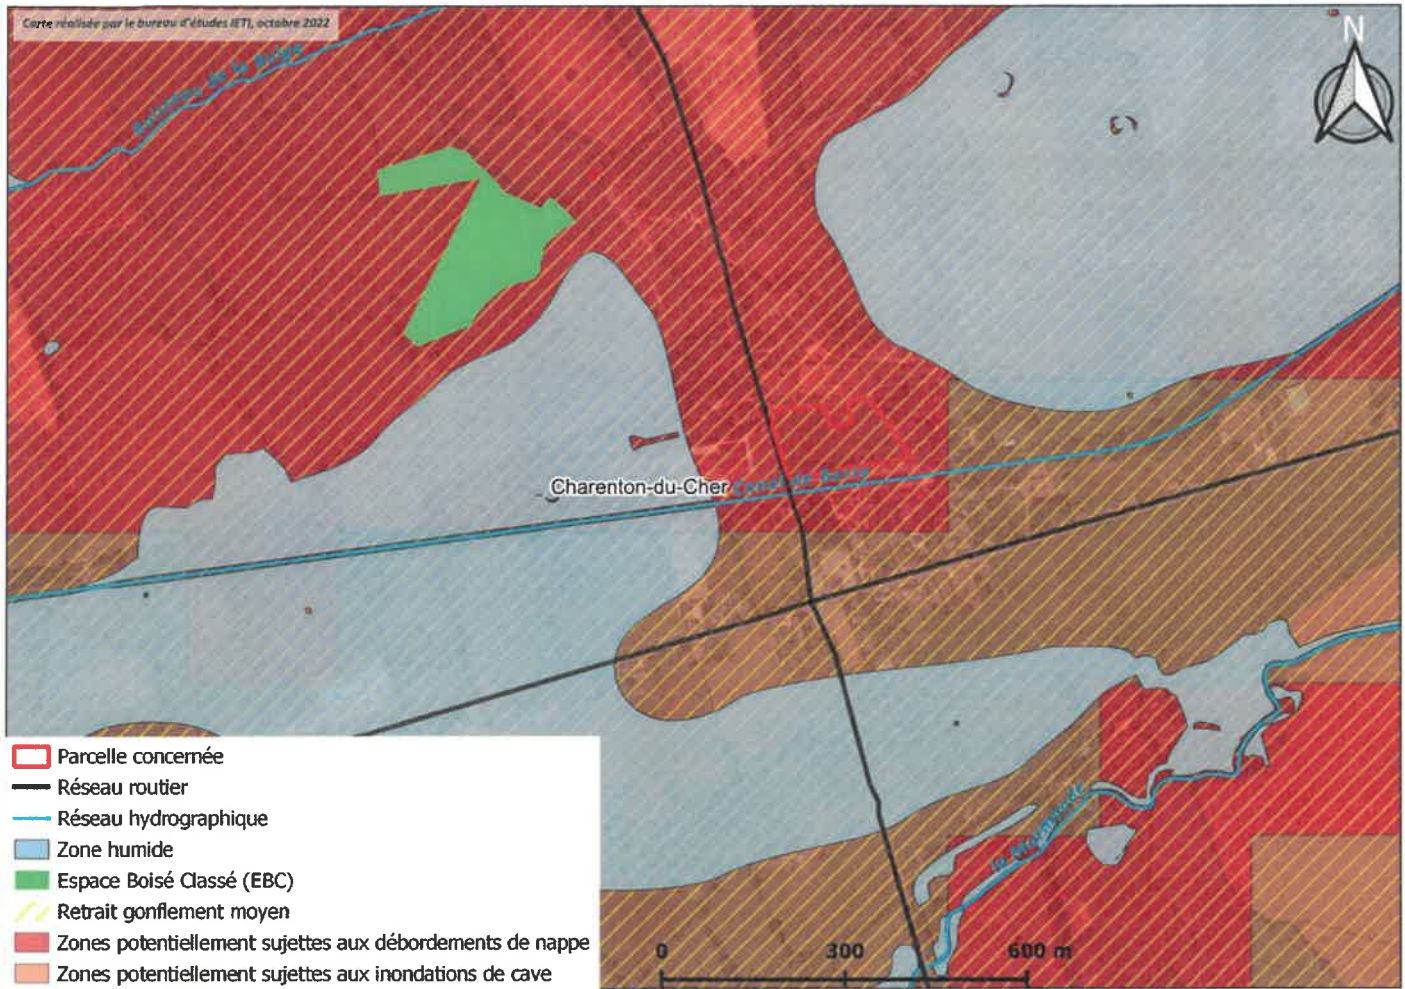 Carte réalisée par le bureau d'études IETI, octobre 2022
N
Charenton-du-Cher
Canal de Berry
la Marmande
Parcelle concernée
Réseau routier
Réseau hydrographique
Zone humide
Espace Boisé Classé (EBC)
Retrait gonflement moyen
Zones potentiellement sujettes aux débordements de nappe
Zones potentiellement sujettes aux inondations de cave
0 300 600 m